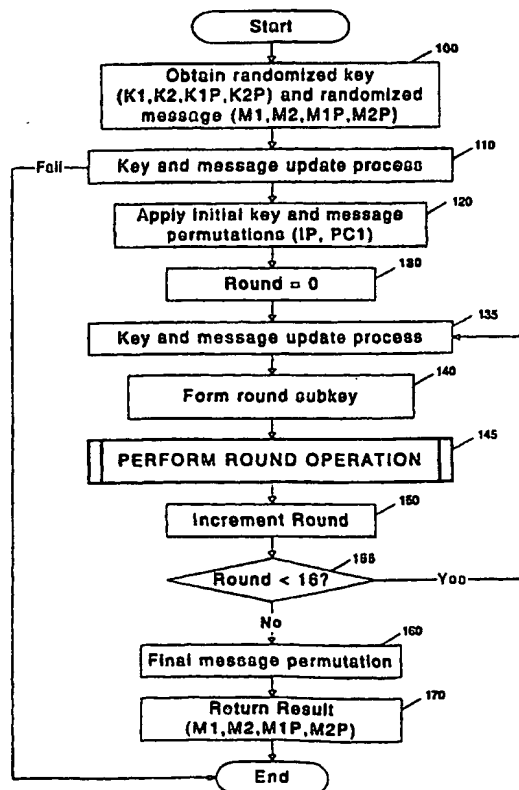 Start
100
Obtain randomized key
(K1,K2,K1P,K2P) and randomized
message (M1,M2,M1P,M2P)
Fail
110
Key and message update process
120
Apply initial key and message
permutations (IP, PC1)
130
Round = 0
135
Key and message update process
140
Form round subkey
145
PERFORM ROUND OPERATION
150
Increment Round
155
Round < 16?
Yes
No
160
Final message permutation
170
Return Result
(M1,M2,M1P,M2P)
End